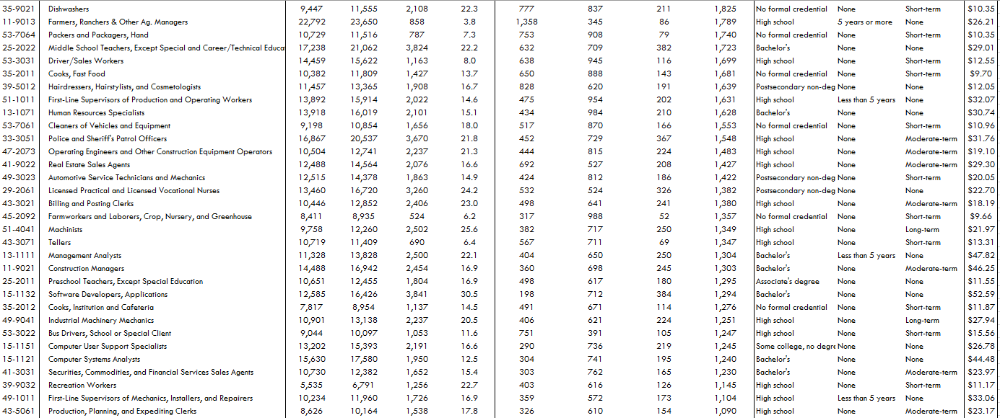 35-9021 Dishwashers 9,447 11,555 2,108 22.3 777 837 211 1,825 No formal credential None Short-term $10.35
11-9013 Farmers, Ranchers & Other Ag. Managers 22,792 23,650 858 3.8 1,358 345 86 1,789 High school 5 years or more None $26.21
53-7064 Packers and Packagers, Hand 10,729 11,516 787 7.3 753 908 79 1,740 No formal credential None Short-term $10.35
25-2022 Middle School Teachers, Except Special and Career/Technical Educat 17,238 21,062 3,824 22.2 632 709 382 1,723 Bachelor's None None $29.01
53-3031 Driver/Sales Workers 14,459 15,622 1,163 8.0 638 945 116 1,699 High school None Short-term $12.55
35-2011 Cooks, Fast Food 10,382 11,809 1,427 13.7 650 888 143 1,681 No formal credential None Short-term $9.70
39-5012 Hairdressers, Hairstylists, and Cosmetologists 11,457 13,365 1,908 16.7 828 620 191 1,639 Postsecondary non-deg None None $12.05
51-1011 First-Line Supervisors of Production and Operating Workers 13,892 15,914 2,022 14.6 475 954 202 1,631 High school Less than 5 years None $32.07
13-1071 Human Resources Specialists 13,918 16,019 2,101 15.1 434 984 210 1,628 Bachelor's None None $30.74
53-7061 Cleaners of Vehicles and Equipment 9,198 10,854 1,656 18.0 517 870 166 1,553 No formal credential None Short-term $10.96
33-3051 Police and Sheriff's Patrol Officers 16,867 20,537 3,670 21.8 452 729 367 1,548 High school None Moderate-term $31.76
47-2073 Operating Engineers and Other Construction Equipment Operators 10,504 12,741 2,237 21.3 444 815 224 1,483 High school None Moderate-term $19.10
41-9022 Real Estate Sales Agents 12,488 14,564 2,076 16.6 692 527 208 1,427 High school None Moderate-term $29.30
49-3023 Automotive Service Technicians and Mechanics 12,515 14,378 1,863 14.9 424 812 186 1,422 Postsecondary non-deg None Short-term $20.05
29-2061 Licensed Practical and Licensed Vocational Nurses 13,460 16,720 3,260 24.2 532 524 326 1,382 Postsecondary non-deg None None $22.70
43-3021 Billing and Posting Clerks 10,446 12,852 2,406 23.0 498 641 241 1,380 High school None Moderate-term $18.19
45-2092 Farmworkers and Laborers, Crop, Nursery, and Greenhouse 8,411 8,935 524 6.2 317 988 52 1,357 No formal credential None Short-term $9.66
51-4041 Machinists 9,758 12,260 2,502 25.6 382 717 250 1,349 High school None Long-term $21.97
43-3071 Tellers 10,719 11,409 690 6.4 567 711 69 1,347 High school None Short-term $13.31
13-1111 Management Analysts 11,328 13,828 2,500 22.1 404 650 250 1,304 Bachelor's Less than 5 years None $47.82
11-9021 Construction Managers 14,488 16,942 2,454 16.9 360 698 245 1,303 Bachelor's None Moderate-term $46.25
25-2011 Preschool Teachers, Except Special Education 10,651 12,455 1,804 16.9 498 617 180 1,295 Associate's degree None None $11.55
15-1132 Software Developers, Applications 12,585 16,426 3,841 30.5 198 712 384 1,294 Bachelor's None None $52.59
35-2012 Cooks, Institution and Cafeteria 7,817 8,954 1,137 14.5 491 671 114 1,276 No formal credential None Short-term $11.87
49-9041 Industrial Machinery Mechanics 10,901 13,138 2,237 20.5 406 621 224 1,251 High school None Long-term $27.94
53-3022 Bus Drivers, School or Special Client 9,044 10,097 1,053 11.6 751 391 105 1,247 High school None Short-term $15.56
15-1151 Computer User Support Specialists 13,202 15,393 2,191 16.6 290 736 219 1,245 Some college, no degre None None $26.78
15-1121 Computer Systems Analysts 15,630 17,580 1,950 12.5 304 741 195 1,240 Bachelor's None None $44.48
41-3031 Securities, Commodities, and Financial Services Sales Agents 10,730 12,382 1,652 15.4 303 762 165 1,230 Bachelor's None Moderate-term $23.97
39-9032 Recreation Workers 5,535 6,791 1,256 22.7 403 616 126 1,145 High school None Short-term $11.17
49-1011 First-Line Supervisors of Mechanics, Installers, and Repairers 10,234 11,960 1,726 16.9 359 572 173 1,104 High school Less than 5 years None $33.06
43-5061 Production, Planning, and Expediting Clerks 8,626 10,164 1,538 17.8 326 610 154 1,090 High school None Moderate-term $23.17